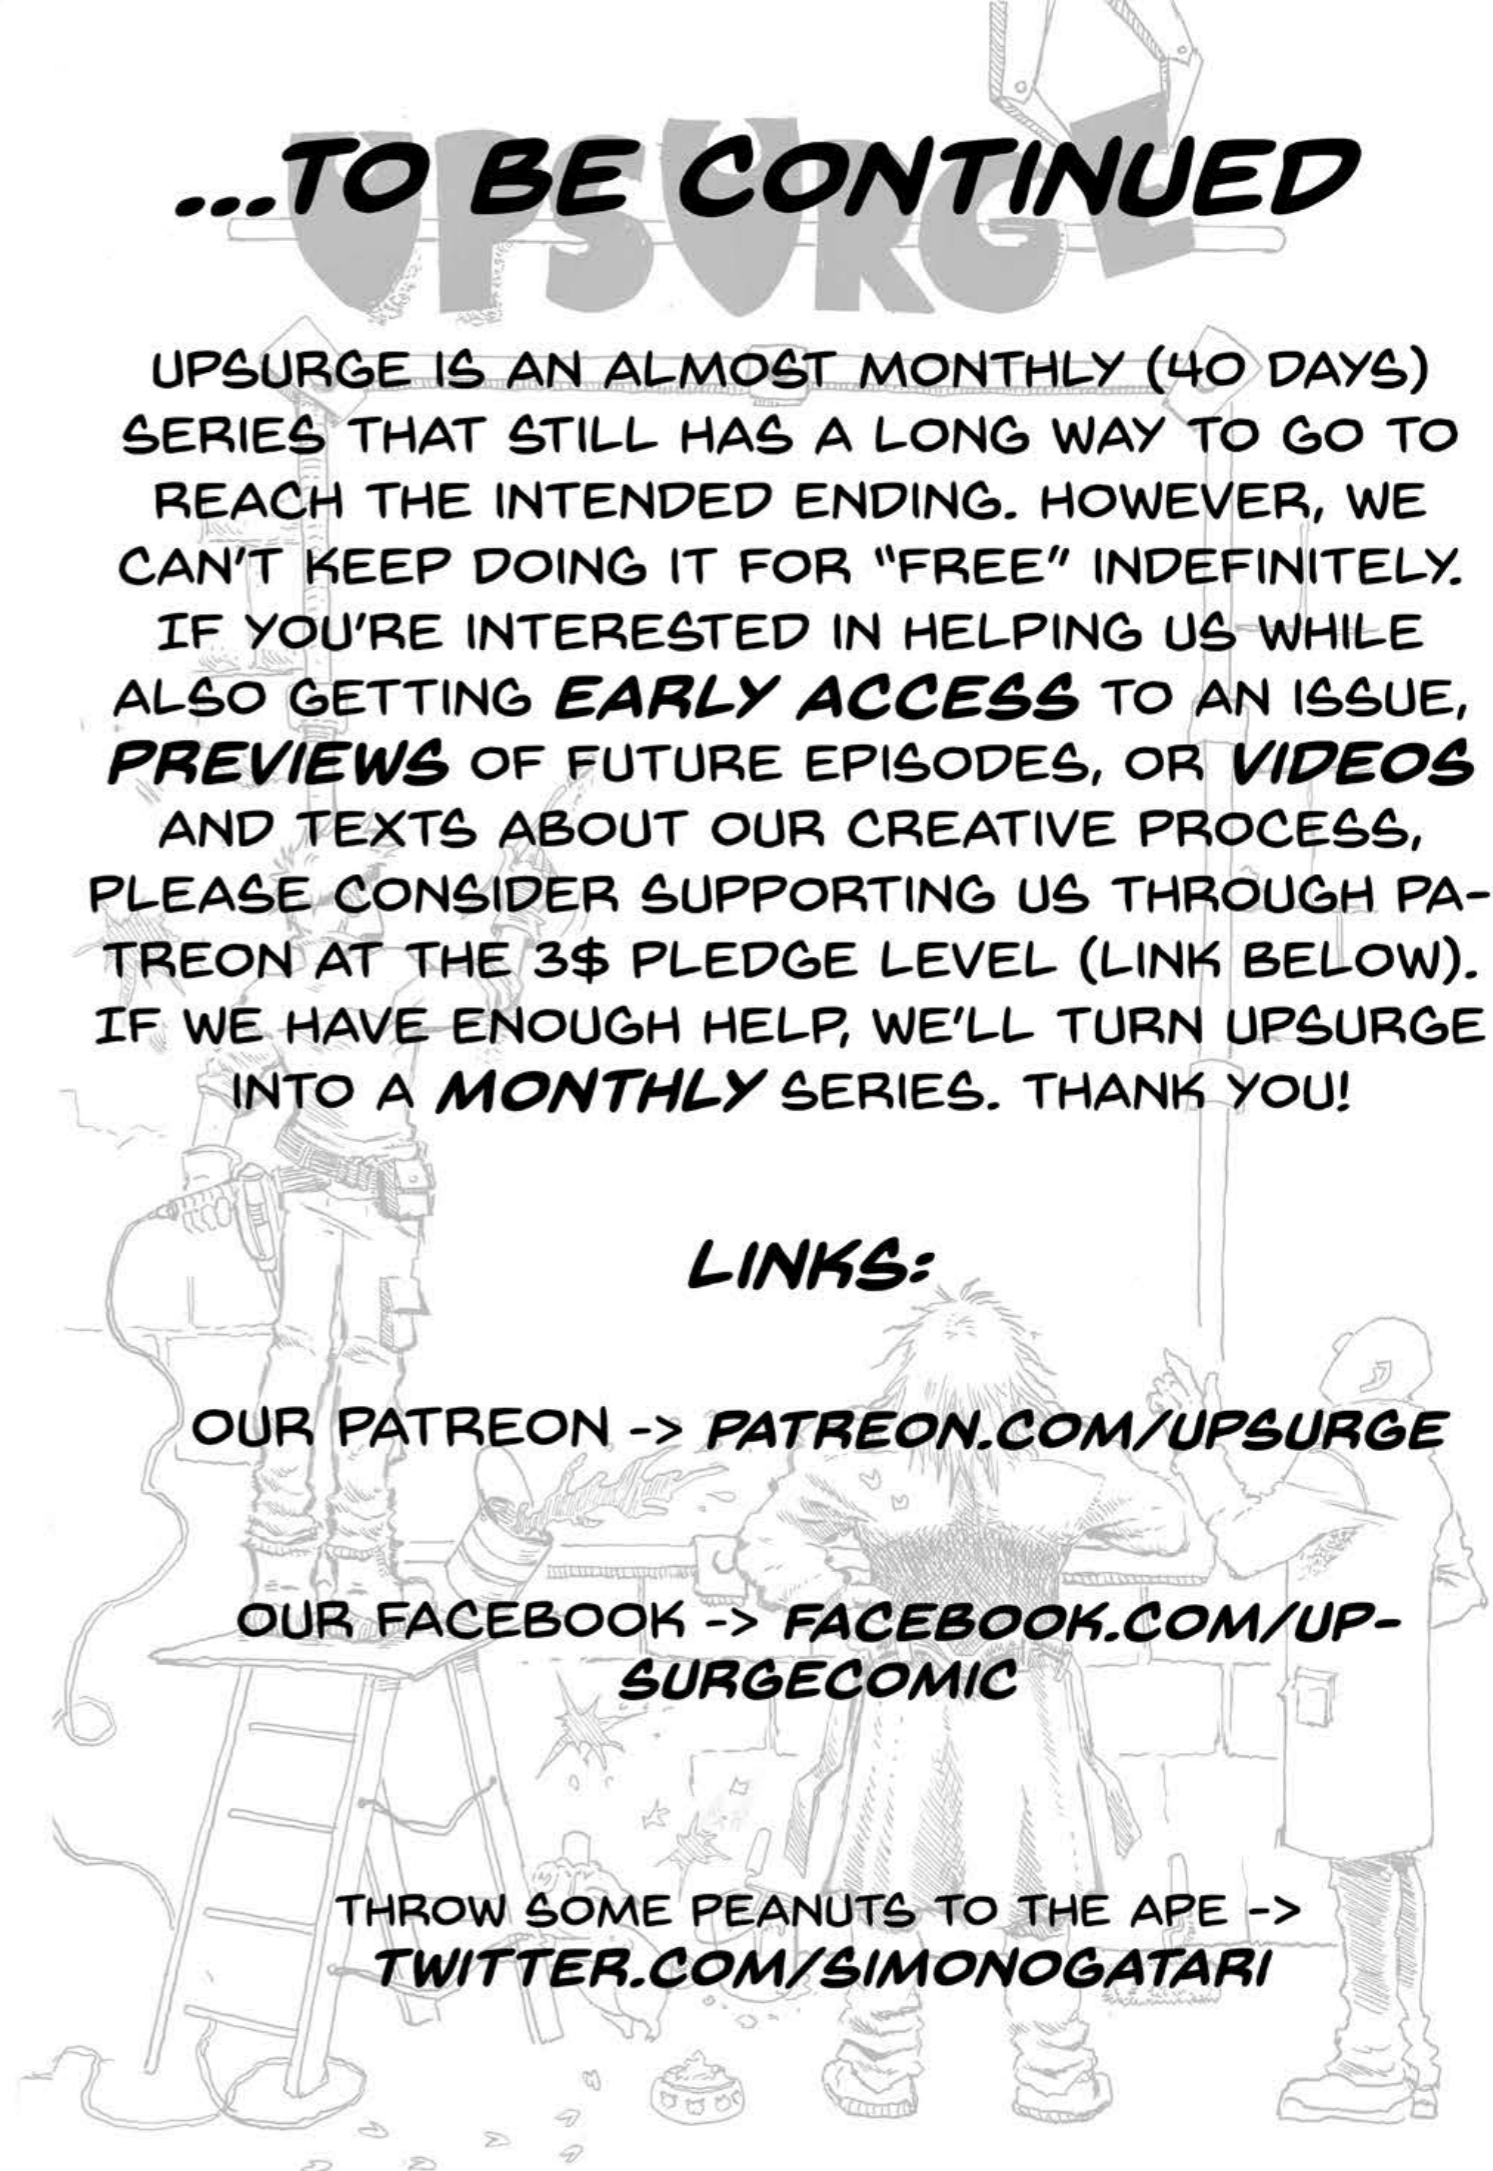 UPSURGE
...TO BE CONTINUED
UPSURGE IS AN ALMOST MONTHLY (40 DAYS)
SERIES THAT STILL HAS A LONG WAY TO GO TO
REACH THE INTENDED ENDING. HOWEVER, WE
CAN'T KEEP DOING IT FOR "FREE" INDEFINITELY.
IF YOU'RE INTERESTED IN HELPING US WHILE
ALSO GETTING EARLY ACCESS TO AN ISSUE,
PREVIEWS OF FUTURE EPISODES, OR VIDEOS
AND TEXTS ABOUT OUR CREATIVE PROCESS,
PLEASE CONSIDER SUPPORTING US THROUGH PA-
TREON AT THE 3$ PLEDGE LEVEL (LINK BELOW).
IF WE HAVE ENOUGH HELP, WE'LL TURN UPSURGE
INTO A MONTHLY SERIES. THANK YOU!
LINKS:
OUR PATREON -> PATREON.COM/UPSURGE
OUR FACEBOOK -> FACEBOOK.COM/UP-
SURGECOMIC
THROW SOME PEANUTS TO THE APE ->
TWITTER.COM/SIMONOGATARI